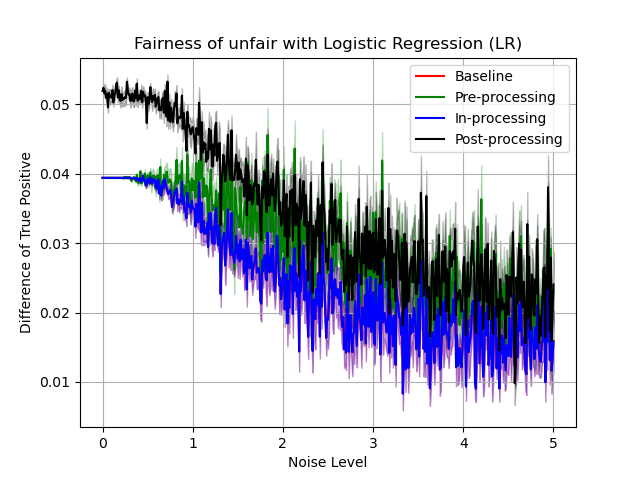 Fairness of unfair with Logistic Regression (LR)
Baseline
Pre-processing
In-processing
Post-processing
Difference of True Positive
0.05
0.04
0.03
0.02
0.01
0 1 2 3 4 5
Noise Level